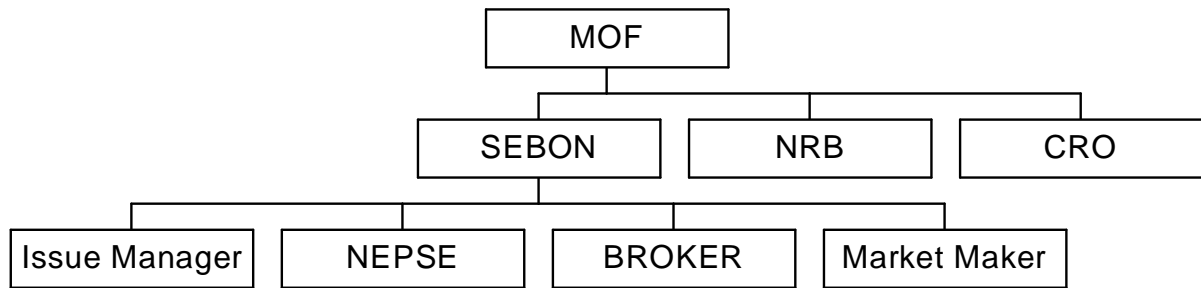 MOF
SEBON NRB CRO
Issue Manager NEPSE BROKER Market Maker